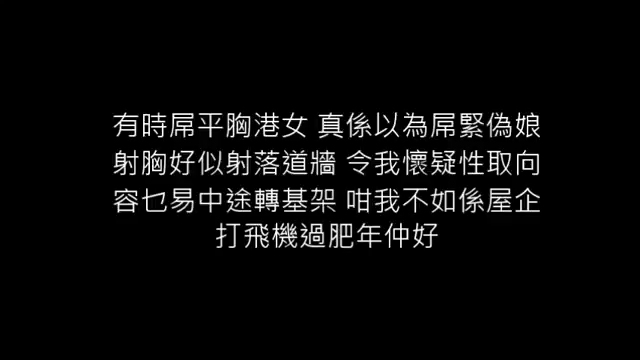 有時屌平胸港女 真係以為屌緊偽娘
射胸好似射落道牆 令我懷疑性取向
容乜易中途轉基架 咁我不如係屋企
打飛機過肥年仲好